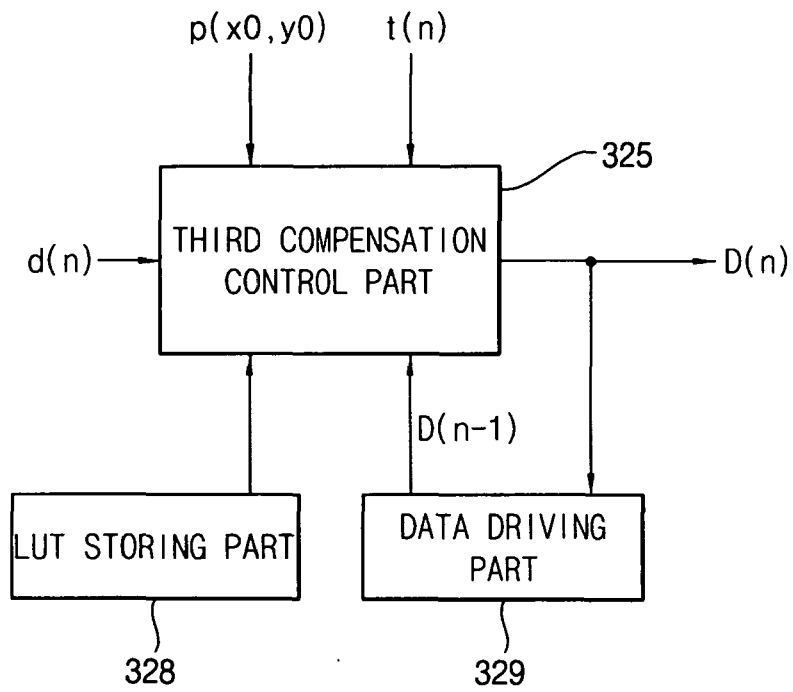 p(x0,y0)
t(n)
325
d(n)
THIRD COMPENSATION
CONTROL PART
D(n)
D(n-1)
LUT STORING PART
DATA DRIVING
PART
328
329